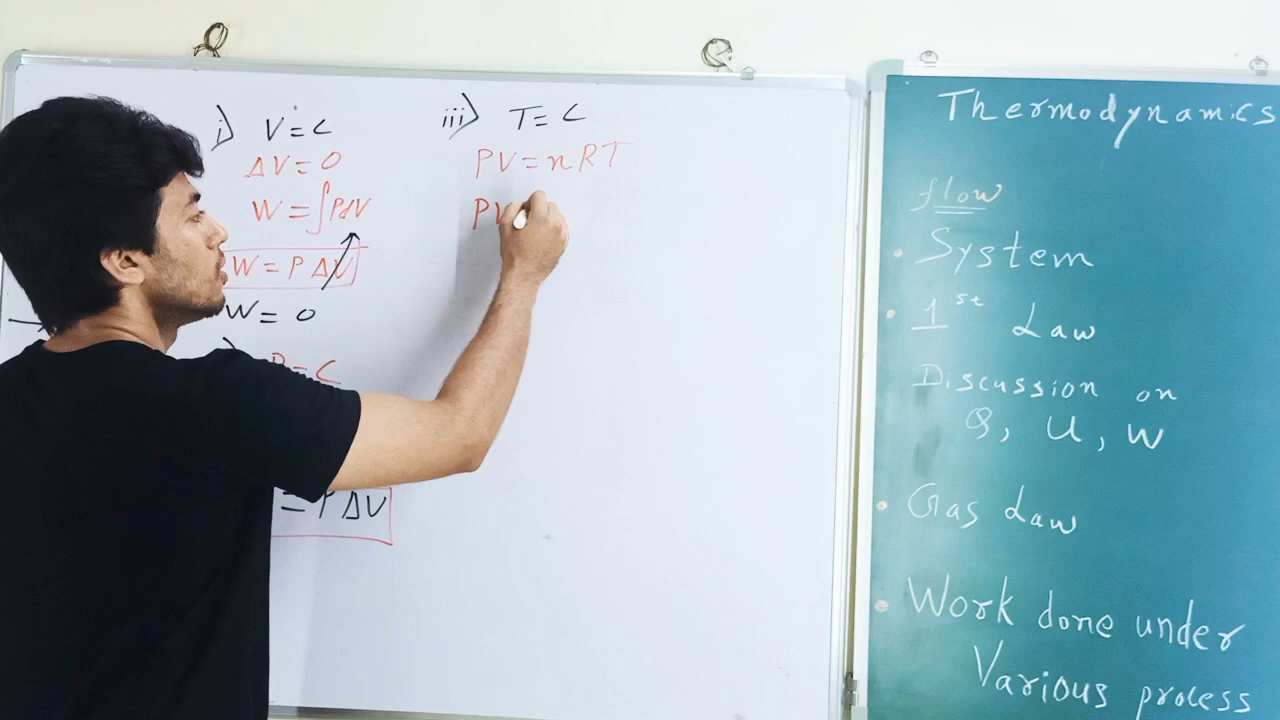 i) V = C
ΔV = 0
W = ∫PdV
W = P ΔV
W = 0
P = C
= P ΔV
iii) T = C
PV = nRT
PV
Thermodynamics
flow
• System
• 1st Law
Discussion on
Q, U, W
• Gas Law
• Work done under
Various process